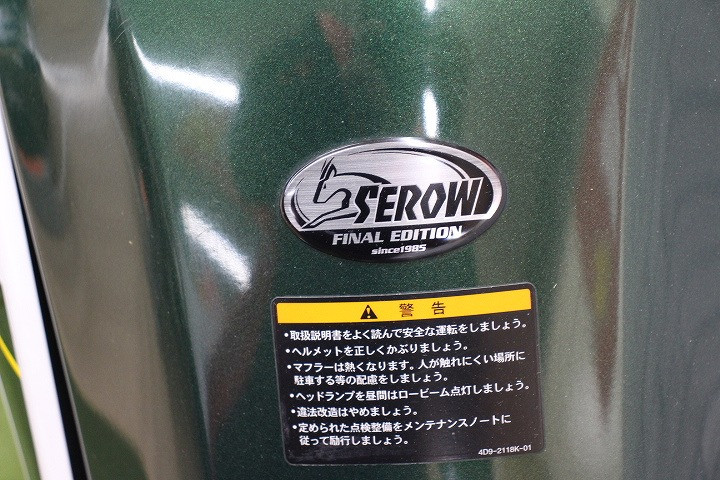 SEROW
FINAL EDITION
since1985
警告
・取扱説明書をよく読んで安全な運転をしましょう。
・ヘルメットを正しくかぶりましょう。
・マフラーは熱くなります。人が触れにくい場所に
駐車する等の配慮をしましょう。
・ヘッドランプを昼間はロービーム点灯しましょう。
・違法改造はやめましょう。
・定められた点検整備をメンテナンスノートに
従って励行しましょう。
4D9-2118K-01